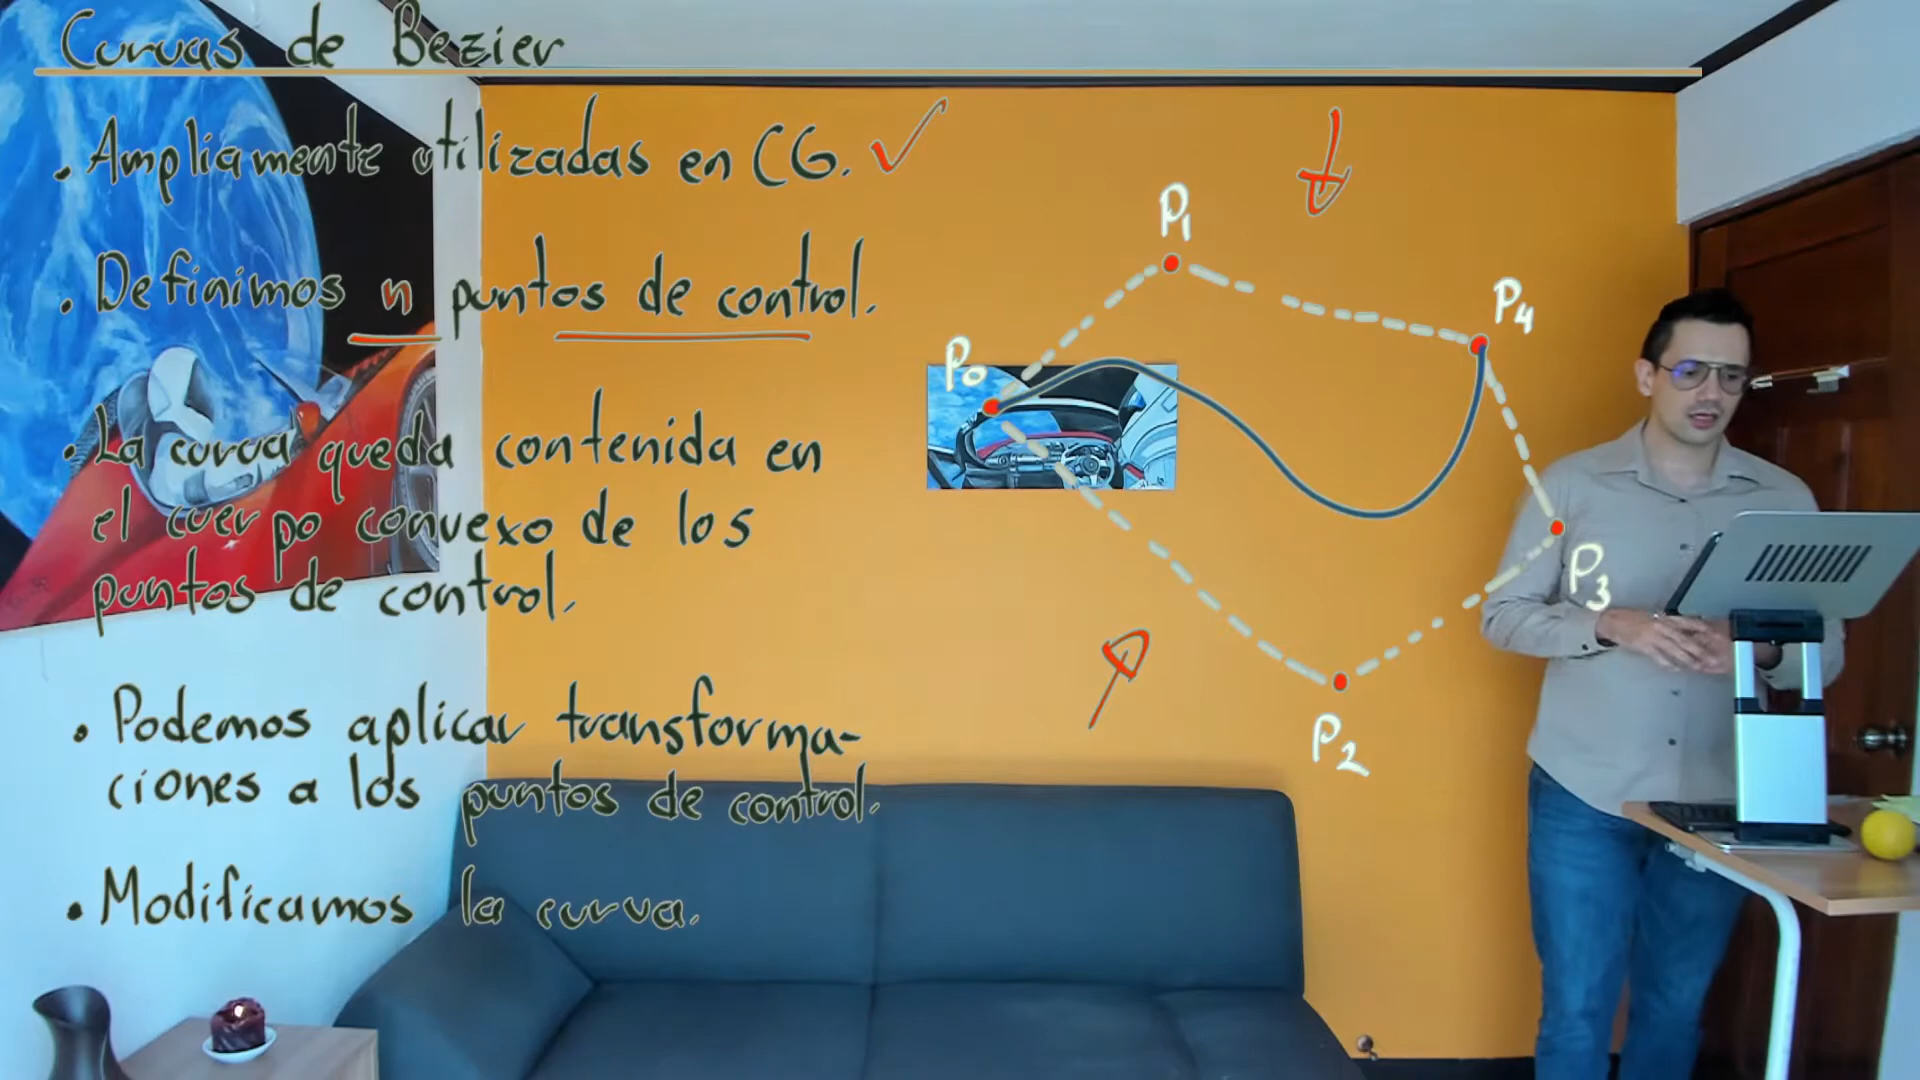 Curvas de Bezier
• Ampliamente utilizadas en CG. ✓
• Definimos n puntos de control.
• La curva queda contenida en
el cuerpo convexo de los
puntos de control.
• Podemos aplicar transforma-
ciones a los puntos de control.
• Modificamos la curva.
P1
P4
P0
P3
P2